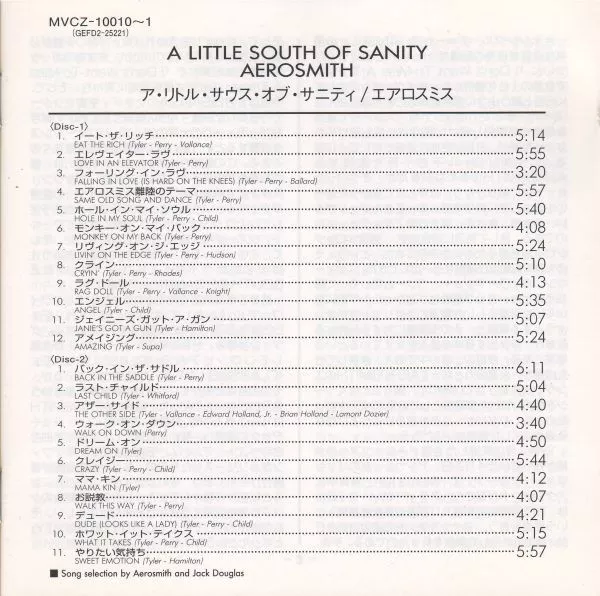 MVCZ-10010〜1
(GEFD2-25221)
A LITTLE SOUTH OF SANITY
AEROSMITH
ア・リトル・サウス・オブ・サニティ/エアロスミス
〈Disc-1〉
1. イート・ザ・リッチ 5:14
EAT THE RICH (Tyler - Perry - Vallance)
2. エレヴェイター・ラヴ 5:55
LOVE IN AN ELEVATOR (Tyler - Perry)
3. フォーリング・イン・ラヴ 3:20
FALLING IN LOVE (IS HARD ON THE KNEES) (Tyler - Perry - Ballard)
4. エアロスミス離陸のテーマ 5:57
SAME OLD SONG AND DANCE (Tyler - Perry)
5. ホール・イン・マイ・ソウル 5:40
HOLE IN MY SOUL (Tyler - Perry - Child)
6. モンキー・オン・マイ・バック 4:08
MONKEY ON MY BACK (Tyler - Perry)
7. リヴィング・オン・ジ・エッジ 5:24
LIVIN' ON THE EDGE (Tyler - Perry - Hudson)
8. クライン 5:10
CRYIN' (Tyler - Perry - Rhodes)
9. ラグ・ドール 4:13
RAG DOLL (Tyler - Perry - Vallance - Knight)
10. エンジェル 5:35
ANGEL (Tyler - Child)
11. ジェイニーズ・ガット・ア・ガン 5:07
JANIE'S GOT A GUN (Tyler - Hamilton)
12. アメイジング 5:24
AMAZING (Tyler - Supa)
〈Disc-2〉
1. バック・イン・ザ・サドル 6:11
BACK IN THE SADDLE (Tyler - Perry)
2. ラスト・チャイルド 5:04
LAST CHILD (Tyler - Whitford)
3. アザー・サイド 4:40
THE OTHER SIDE (Tyler - Vallance - Edward Holland, Jr. - Brian Holland - Lamont Dozier)
4. ウォーク・オン・ダウン 3:40
WALK ON DOWN (Perry)
5. ドリーム・オン 4:50
DREAM ON (Tyler)
6. クレイジー 5:44
CRAZY (Tyler - Perry - Child)
7. ママ・キン 4:12
MAMA KIN (Tyler)
8. お説教 4:07
WALK THIS WAY (Tyler - Perry)
9. デュード 4:21
DUDE (LOOKS LIKE A LADY) (Tyler - Perry - Child)
10. ホワット・イット・テイクス 5:15
WHAT IT TAKES (Tyler - Perry - Child)
11. やりたい気持ち 5:57
SWEET EMOTION (Tyler - Hamilton)
■ Song selection by Aerosmith and Jack Douglas